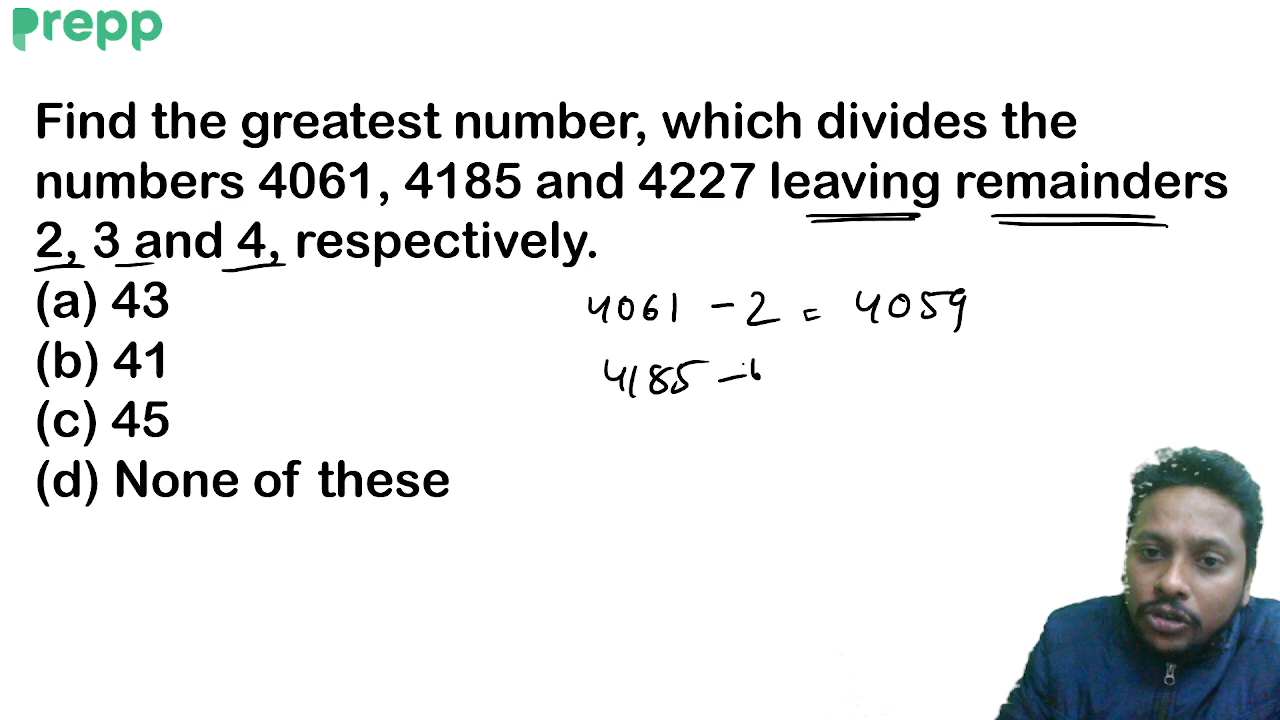 Prepp
Find the greatest number, which divides the
numbers 4061, 4185 and 4227 leaving remainders
2, 3 and 4, respectively.
(a) 43
4061 - 2 = 4059
(b) 41
4185 -
(c) 45
(d) None of these